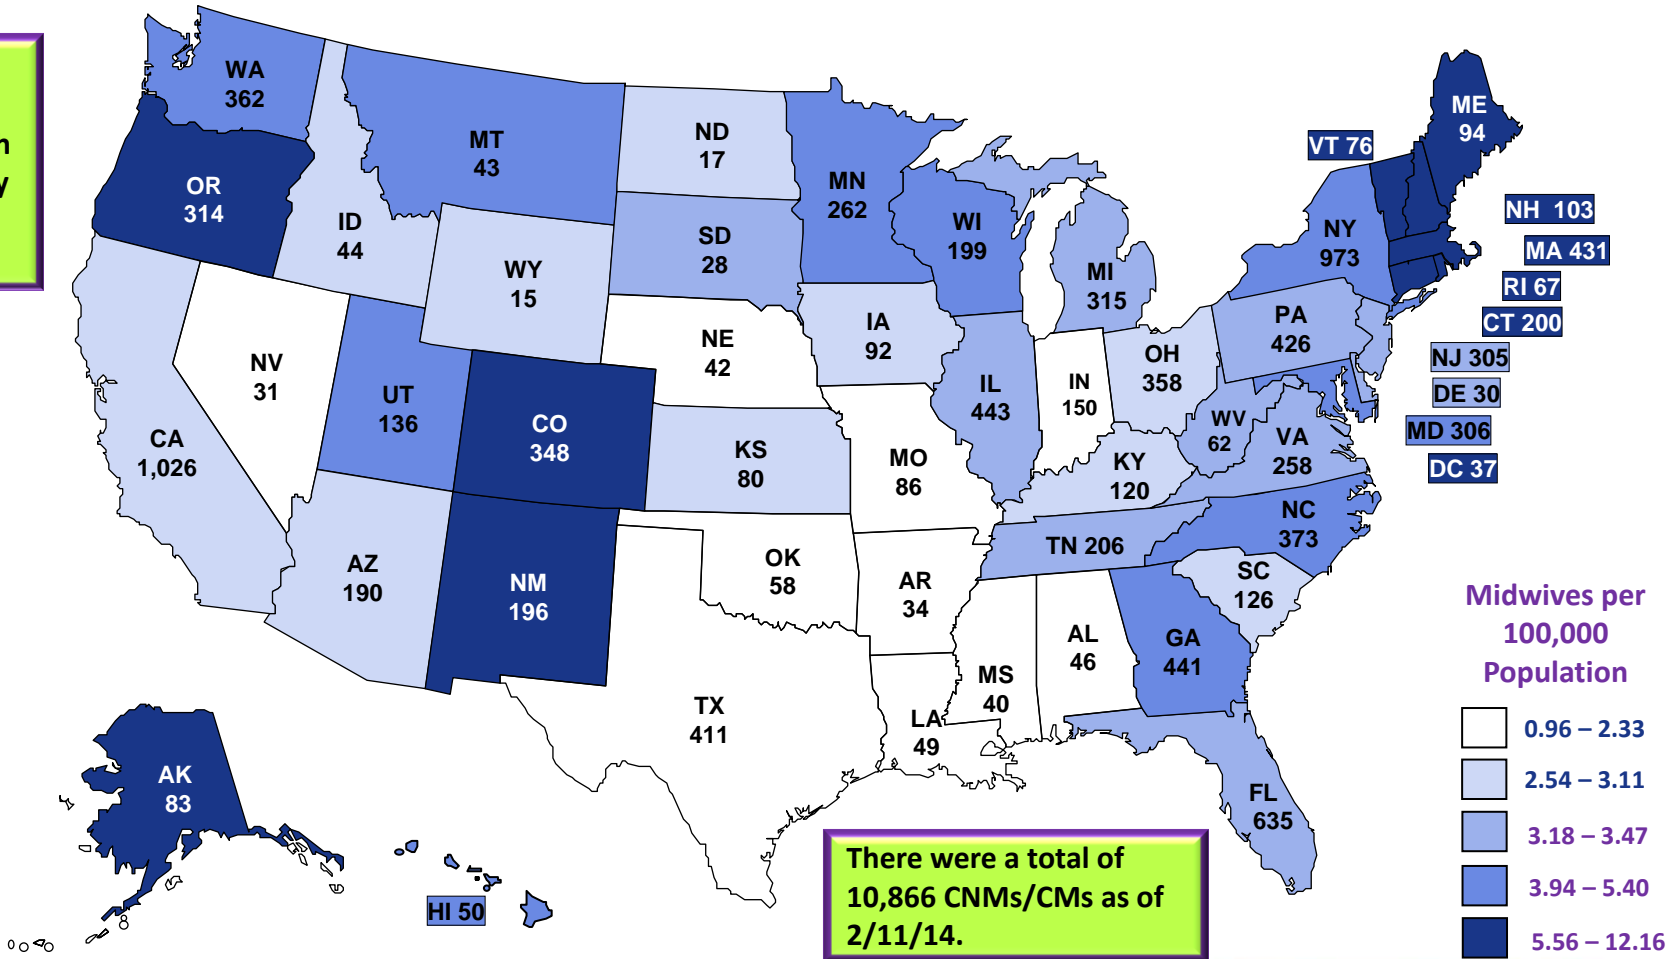 n
y
WA
362
OR
314
ID
44
MT
43
ND
17
SD
28
WY
15
MN
262
WI
199
MI
315
NY
973
VT 76
ME
94
NH 103
MA 431
RI 67
CT 200
NJ 305
DE 30
MD 306
DC 37
PA
426
NE
42
IA
92
NV
31
UT
136
CO
348
CA
1,026
KS
80
MO
86
IL
443
IN
150
OH
358
WV
62
VA
258
KY
120
NC
373
TN 206
SC
126
AZ
190
NM
196
OK
58
AR
34
TX
411
LA
49
MS
40
AL
46
GA
441
FL
635
AK
83
HI 50
There were a total of
10,866 CNMs/CMs as of
2/11/14.
Midwives per
100,000
Population
0.96 – 2.33
2.54 – 3.11
3.18 – 3.47
3.94 – 5.40
5.56 – 12.16